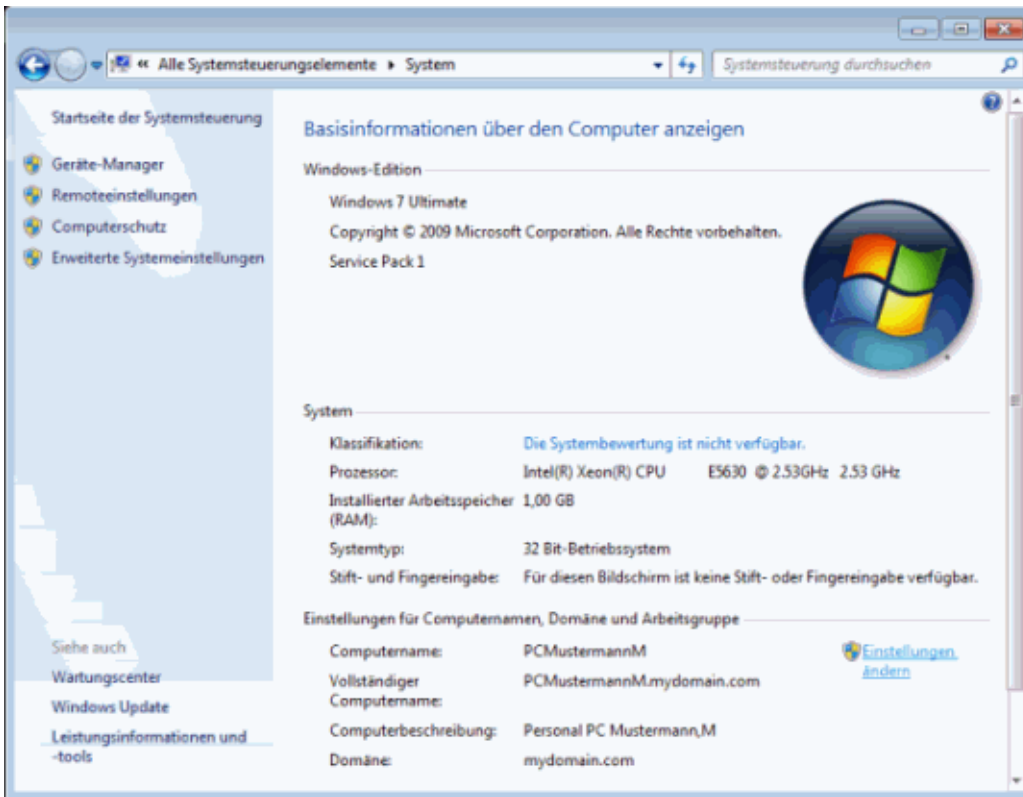 « Alle Systemsteuerungselemente ▸ System
Systemsteuerung durchsuchen
Startseite der Systemsteuerung
Geräte-Manager
Remoteeinstellungen
Computerschutz
Erweiterte Systemeinstellungen
Siehe auch
Wartungscenter
Windows Update
Leistungsinformationen und
-tools
Basisinformationen über den Computer anzeigen
Windows-Edition
Windows 7 Ultimate
Copyright © 2009 Microsoft Corporation. Alle Rechte vorbehalten.
Service Pack 1
System
Klassifikation: Die Systembewertung ist nicht verfügbar.
Prozessor: Intel(R) Xeon(R) CPU E5630 @ 2.53GHz 2.53 GHz
Installierter Arbeitsspeicher 1,00 GB
(RAM):
Systemtyp: 32 Bit-Betriebssystem
Stift- und Fingereingabe: Für diesen Bildschirm ist keine Stift- oder Fingereingabe verfügbar.
Einstellungen für Computernamen, Domäne und Arbeitsgruppe
Computername: PCMustermannM Einstellungen
ändern
Vollständiger PCMustermannM.mydomain.com
Computername:
Computerbeschreibung: Personal PC Mustermann,M
Domäne: mydomain.com